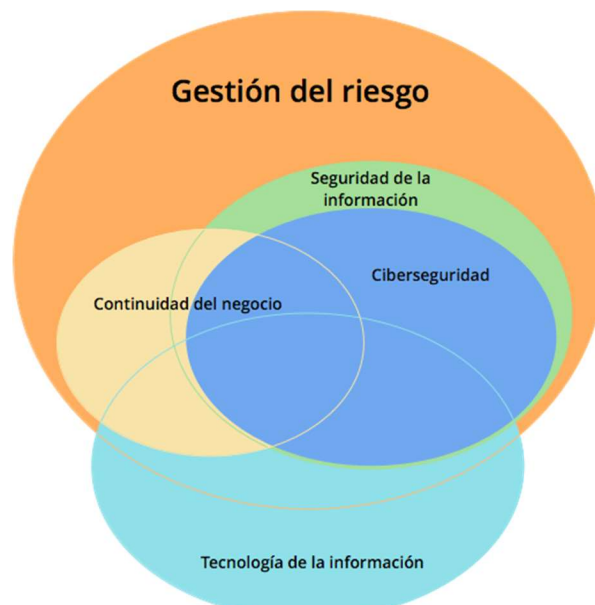 Gestión del riesgo
Seguridad de la
información
Ciberseguridad
Continuidad del negocio
Tecnología de la información